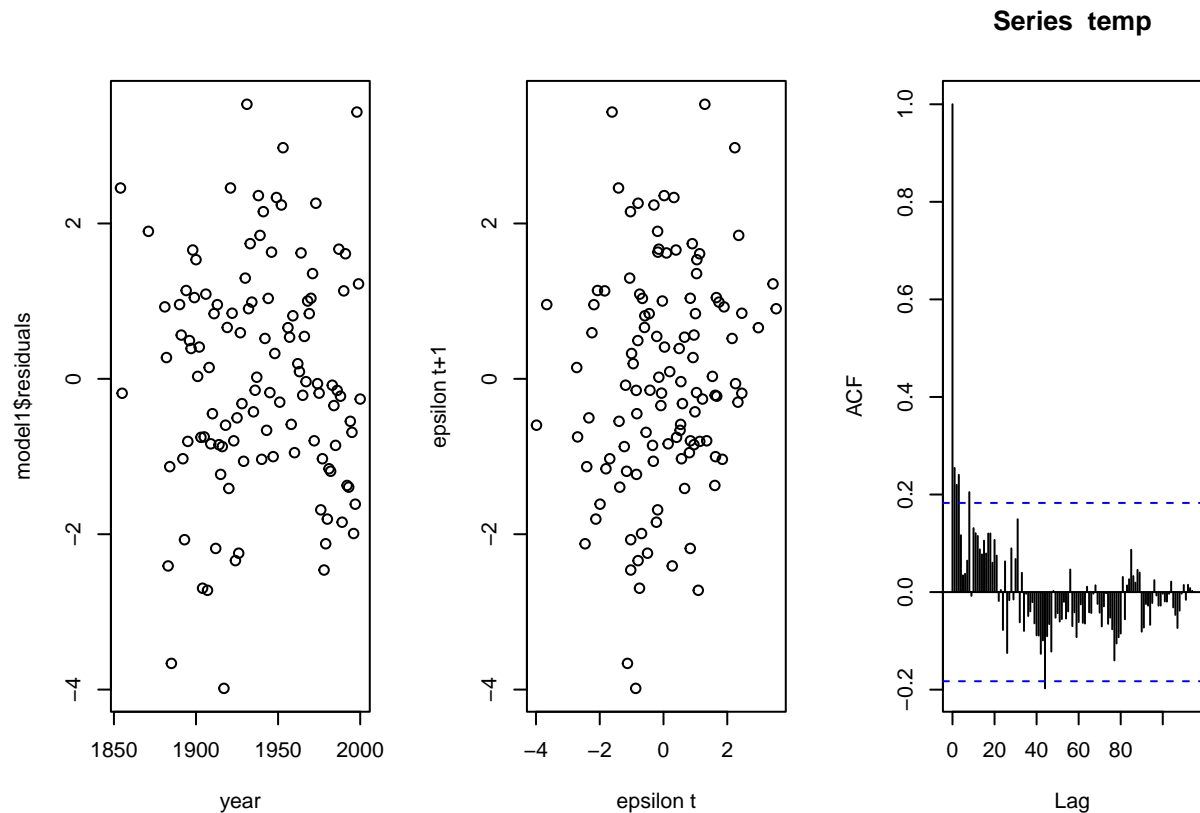 Series temp
model1$residuals
2
0
−2
−4
1850 1900 1950 2000
year
epsilon t+1
2
0
−2
−4
−4 −2 0 2
epsilon t
ACF
1.0
0.8
0.6
0.4
0.2
0.0
−0.2
0 20 40 60 80
Lag